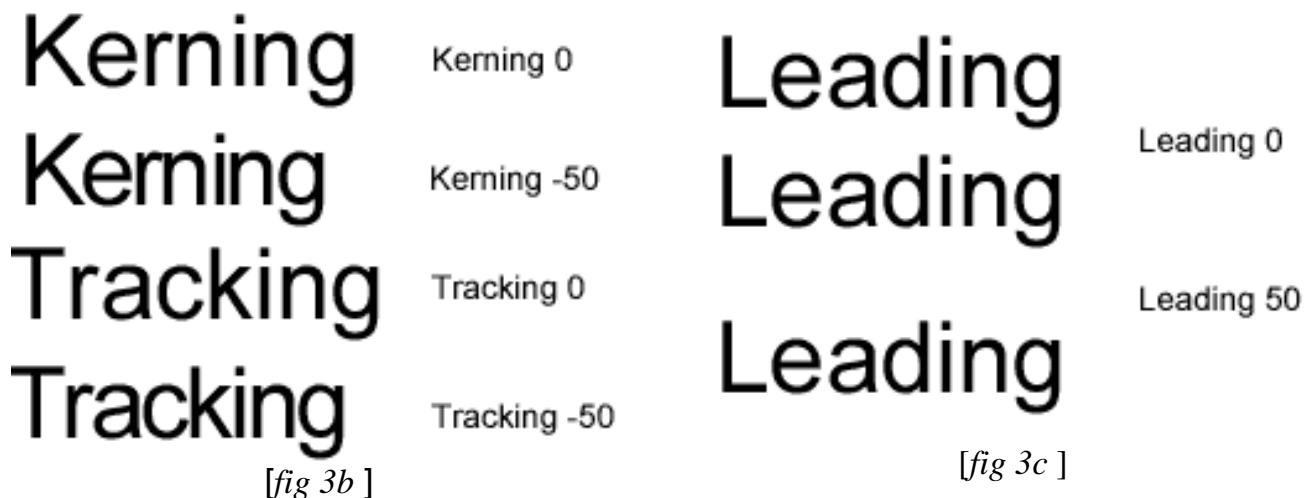 Kerning Kerning 0
Kerning Kerning -50
Tracking Tracking 0
Tracking Tracking -50
[fig 3b ]
Leading
Leading 0
Leading
Leading 50
Leading
[fig 3c ]